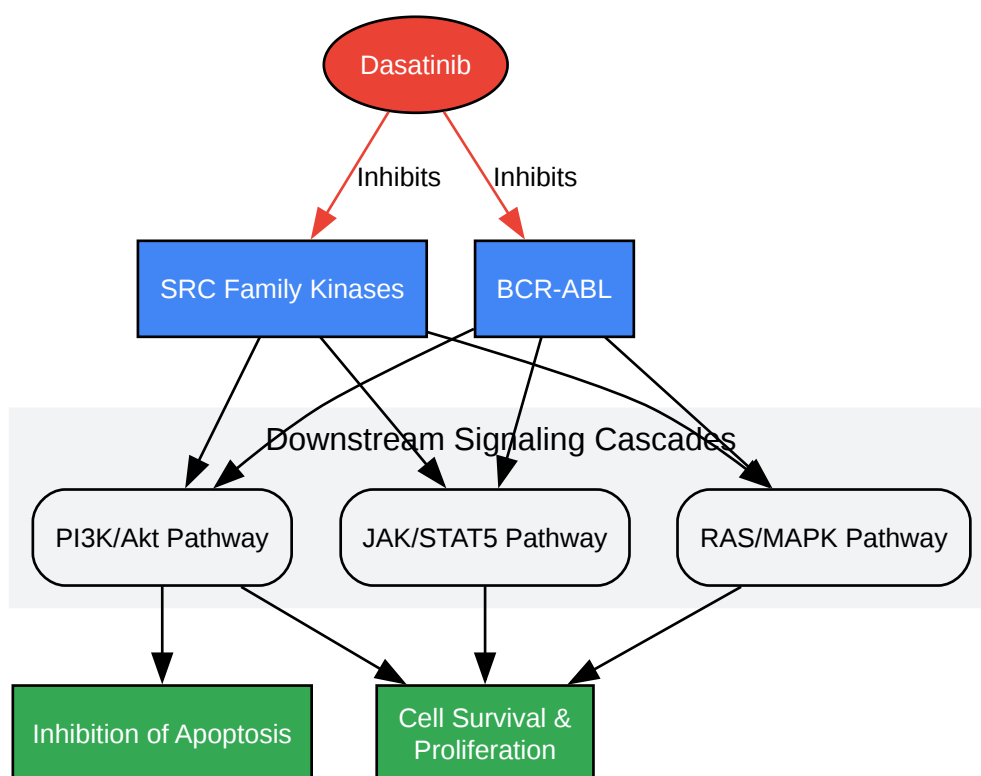 Dasatinib
Inhibits
Inhibits
SRC Family Kinases
BCR-ABL
Downstream Signaling Cascades
PI3K/Akt Pathway
JAK/STAT5 Pathway
RAS/MAPK Pathway
Inhibition of Apoptosis
Cell Survival &
Proliferation